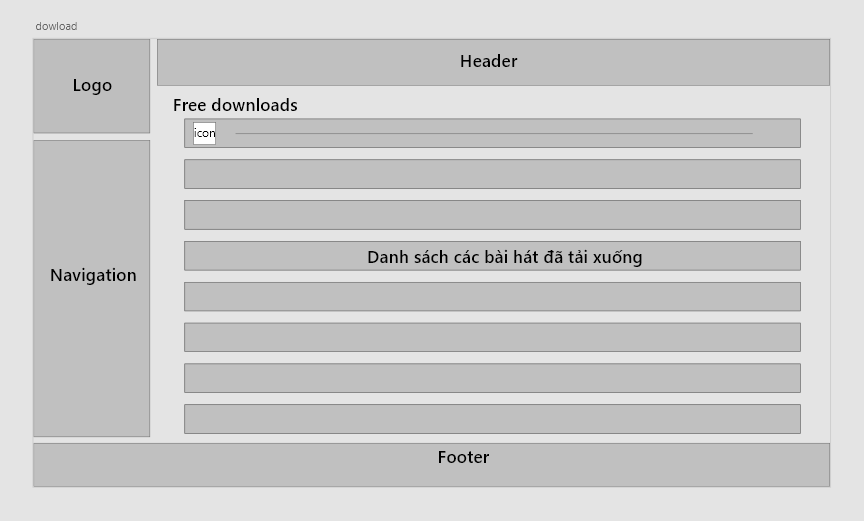 dowload
Logo
Header
Free downloads
icon
Danh sách các bài hát đã tải xuống
Navigation
Footer